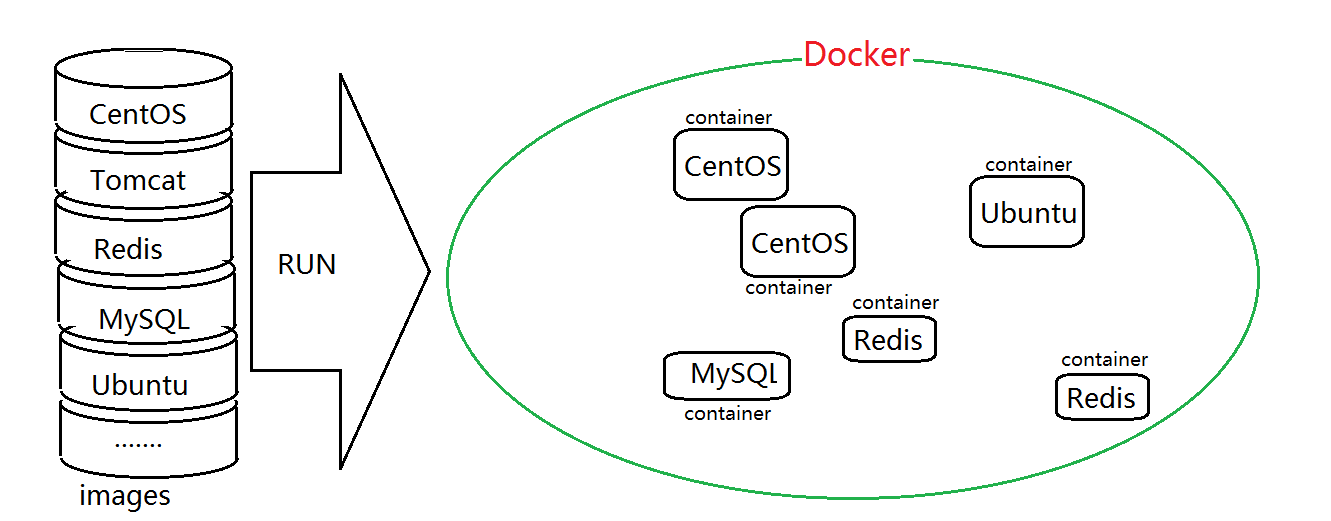 CentOS
Tomcat
Redis
MySQL
Ubuntu
.......
images
RUN
Docker
container
CentOS
CentOS
container
container
Ubuntu
container
Redis
MySQL
container
container
Redis